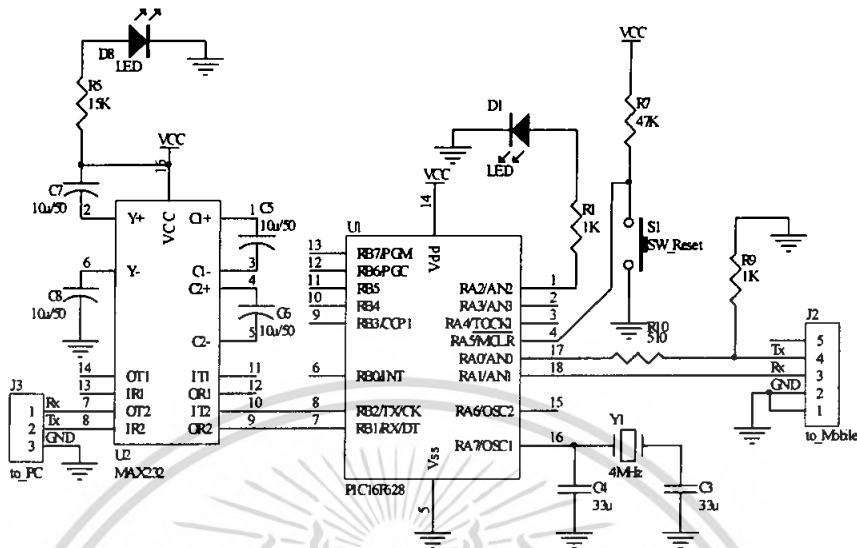 D8
LED
R5
15K
VCC
16
C7
10u/50
2
Y+
C1+
1
C5
10u/50
VCC
6
Y-
C1-
3
C2+
4
C8
10u/50
C6
10u/50
C2-
5
14
OT1
IT1
11
13
IR1
OR1
12
J3
1
Rx
7
OT2
IT2
10
2
Tx
8
IR2
OR2
9
3
GND
to_PC
U2
MAX232
D1
LED
VCC
14
R1
1K
U1
Vdd
13
RB7/PGM
12
RB6/PGC
11
RB5
10
RB4
9
RB3/CCP1
6
RB0/INT
8
RB2/TX/CK
7
RB1/RX/DT
RA2/AN2
1
RA3/AN3
2
RA4/TOCK1
3
RA5/MCLR
4
RA0/AN0
17
RA1/AN1
18
RA6/OSC2
15
RA7/OSC1
16
Vss
5
PIC16F628
VCC
R7
47K
S1
SW_Reset
R9
1K
R10
510
J2
5
Tx
4
Rx
3
GND
2
1
to_Mobile
Y1
4MHz
C4
33u
C3
33u